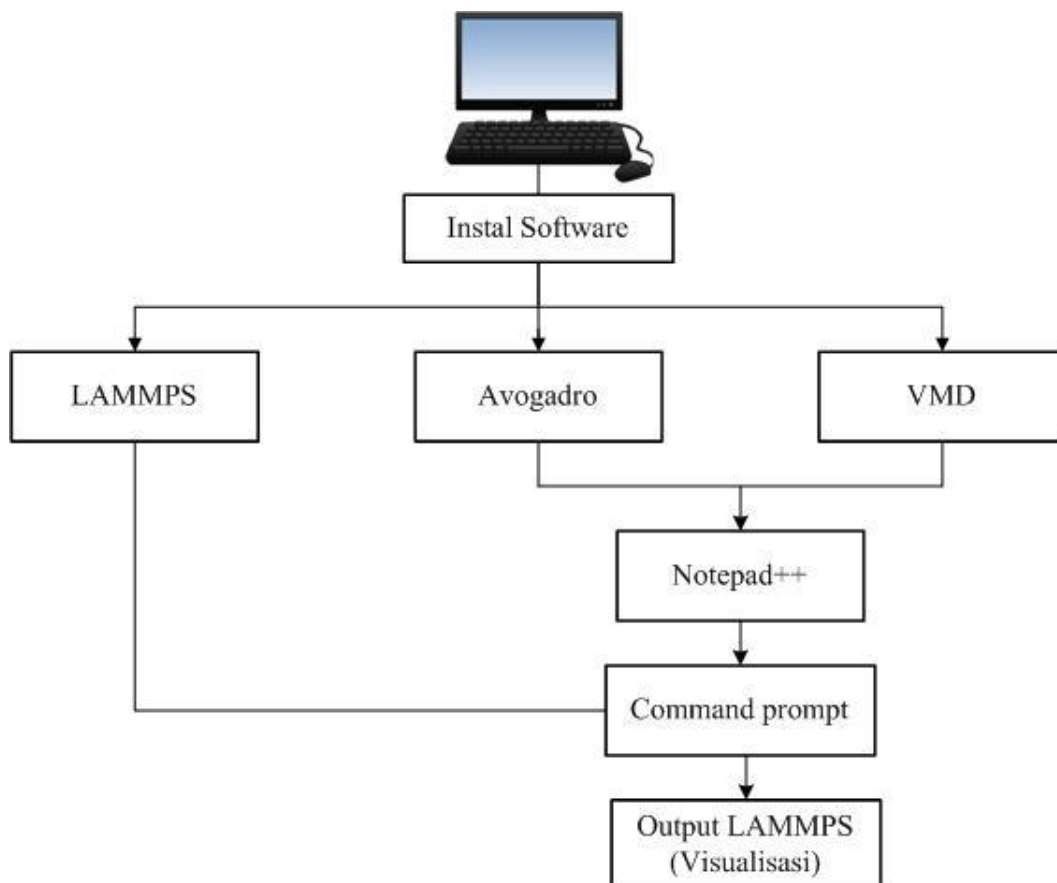 Instal Software
LAMMPS
Avogadro
VMD
Notepad++
Command prompt
Output LAMMPS
(Visualisasi)